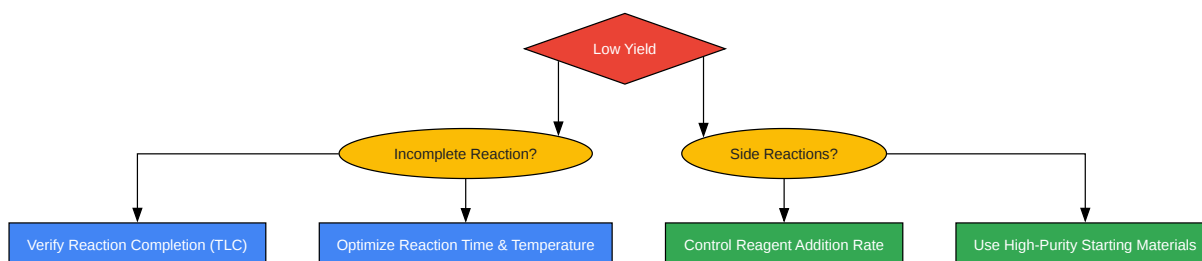 Low Yield
Incomplete Reaction?
Side Reactions?
Verify Reaction Completion (TLC)
Optimize Reaction Time & Temperature
Control Reagent Addition Rate
Use High-Purity Starting Materials